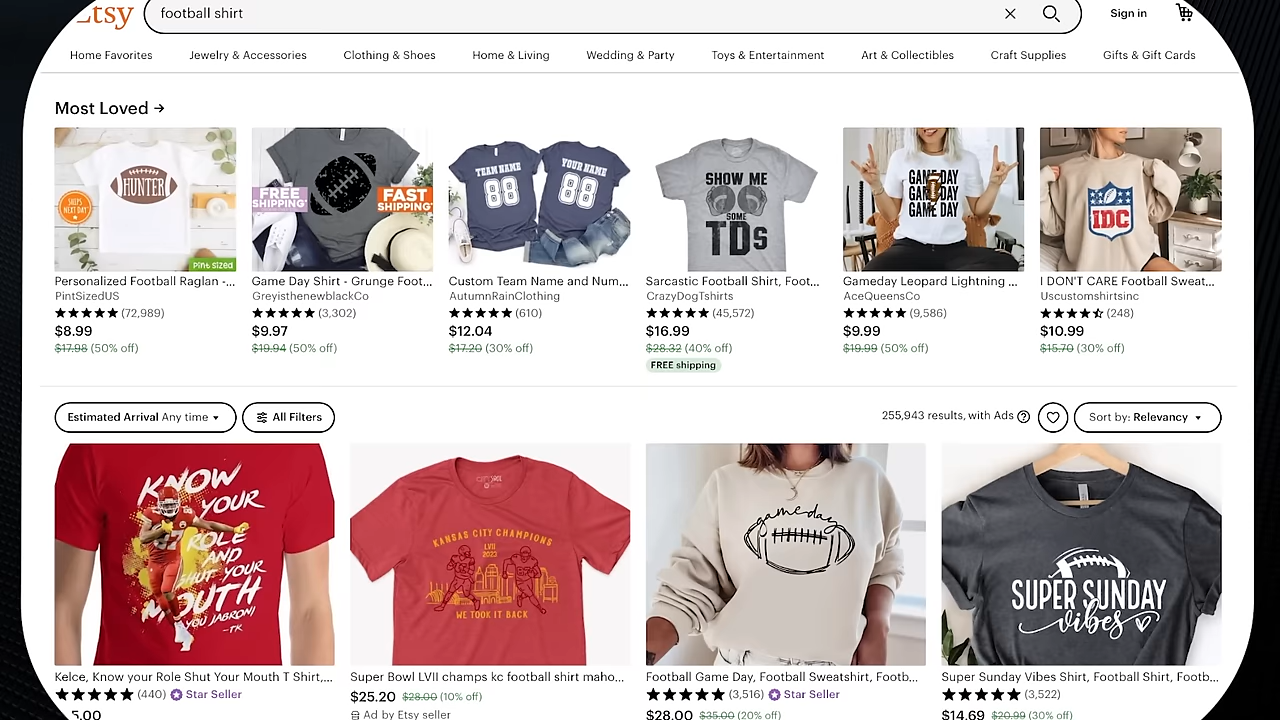 Etsy
football shirt
Sign in
Home Favorites
Jewelry & Accessories
Clothing & Shoes
Home & Living
Wedding & Party
Toys & Entertainment
Art & Collectibles
Craft Supplies
Gifts & Gift Cards
Most Loved →
HUNTER
SHIPS
NEXT DAY
Pint Sized
FREE
SHIPPING*
FAST
SHIPPING*
TEAM NAME
88
YOUR NAME
88
SHOW ME
SOME
TDs
GAMEDAY
GAMEDAY
GAME DAY
IDC
Personalized Football Raglan -...
Game Day Shirt - Grunge Foot...
Custom Team Name and Num...
Sarcastic Football Shirt, Foot...
Gameday Leopard Lightning ...
I DON'T CARE Football Sweat...
PintSizedUS
GreyisthenewblackCo
AutumnRainClothing
CrazyDogTshirts
AceQueensCo
Uscustomshirtsinc
★★★★★ (72,989)
★★★★★ (3,302)
★★★★★ (610)
★★★★★ (45,572)
★★★★★ (9,586)
(248)
$8.99
$9.97
$12.04
$16.99
$9.99
$10.99
$17.98 (50% off)
$19.94 (50% off)
$17.20 (30% off)
$28.32 (40% off)
$19.99 (50% off)
$15.70 (30% off)
FREE shipping
Estimated Arrival Any time
All Filters
255,943 results, with Ads ?
Sort by: Relevancy
KNOW
YOUR
ROLE
AND
SHUT YOUR
MOUTH
YOU JABRONI
-TK
KANSAS CITY CHAMPIONS
LVII
2023
WE TOOK IT BACK
gameday
SUPER SUNDAY
vibes
Kelce, Know your Role Shut Your Mouth T Shirt,...
Super Bowl LVII champs kc football shirt maho...
Football Game Day, Football Sweatshirt, Footb...
Super Sunday Vibes Shirt, Football Shirt, Footb...
★★★★★ (440) Star Seller
$25.20 $28.00 (10% off)
★★★★★ (3,516) Star Seller
★★★★★ (3,522)
5.00
Ad by Etsy seller
$28.00 $35.00 (20% off)
$14.69 $20.99 (30% off)